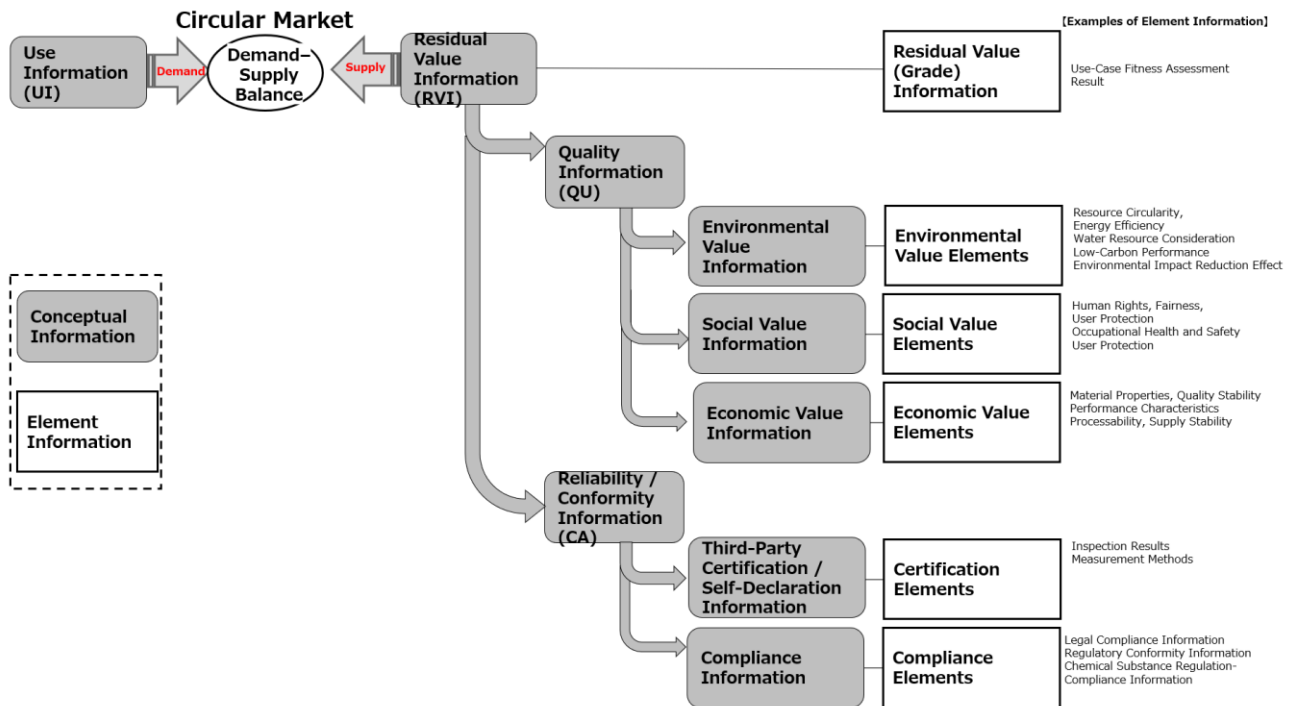 Circular Market
【Examples of Element Information】
Use
Information
(UI)
Demand
Demand–
Supply
Balance
Supply
Residual
Value
Information
(RVI)
Residual Value
(Grade)
Information
Use-Case Fitness Assessment
Result
Quality
Information
(QU)
Environmental
Value
Information
Environmental
Value Elements
Resource Circularity,
Energy Efficiency
Water Resource Consideration
Low-Carbon Performance
Environmental Impact Reduction Effect
Conceptual
Information
Element
Information
Social Value
Information
Social Value
Elements
Human Rights, Fairness,
User Protection
Occupational Health and Safety
User Protection
Economic Value
Information
Economic Value
Elements
Material Properties, Quality Stability
Performance Characteristics
Processability, Supply Stability
Reliability /
Conformity
Information
(CA)
Third-Party
Certification /
Self-Declaration
Information
Certification
Elements
Inspection Results
Measurement Methods
Compliance
Information
Compliance
Elements
Legal Compliance Information
Regulatory Conformity Information
Chemical Substance Regulation-
Compliance Information